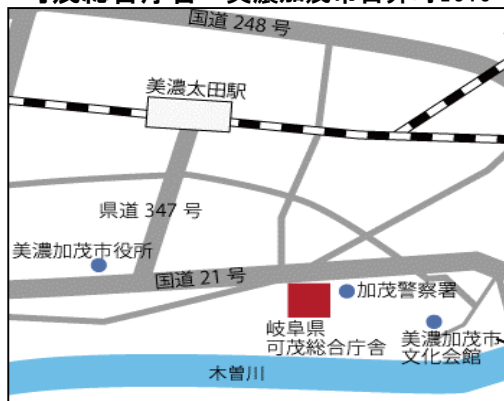 国道 248 号
美濃太田駅
県道 347 号
美濃加茂市役所
国道 21 号
加茂警察署
岐阜県
可茂総合庁舎
美濃加茂市
文化会館
木曽川